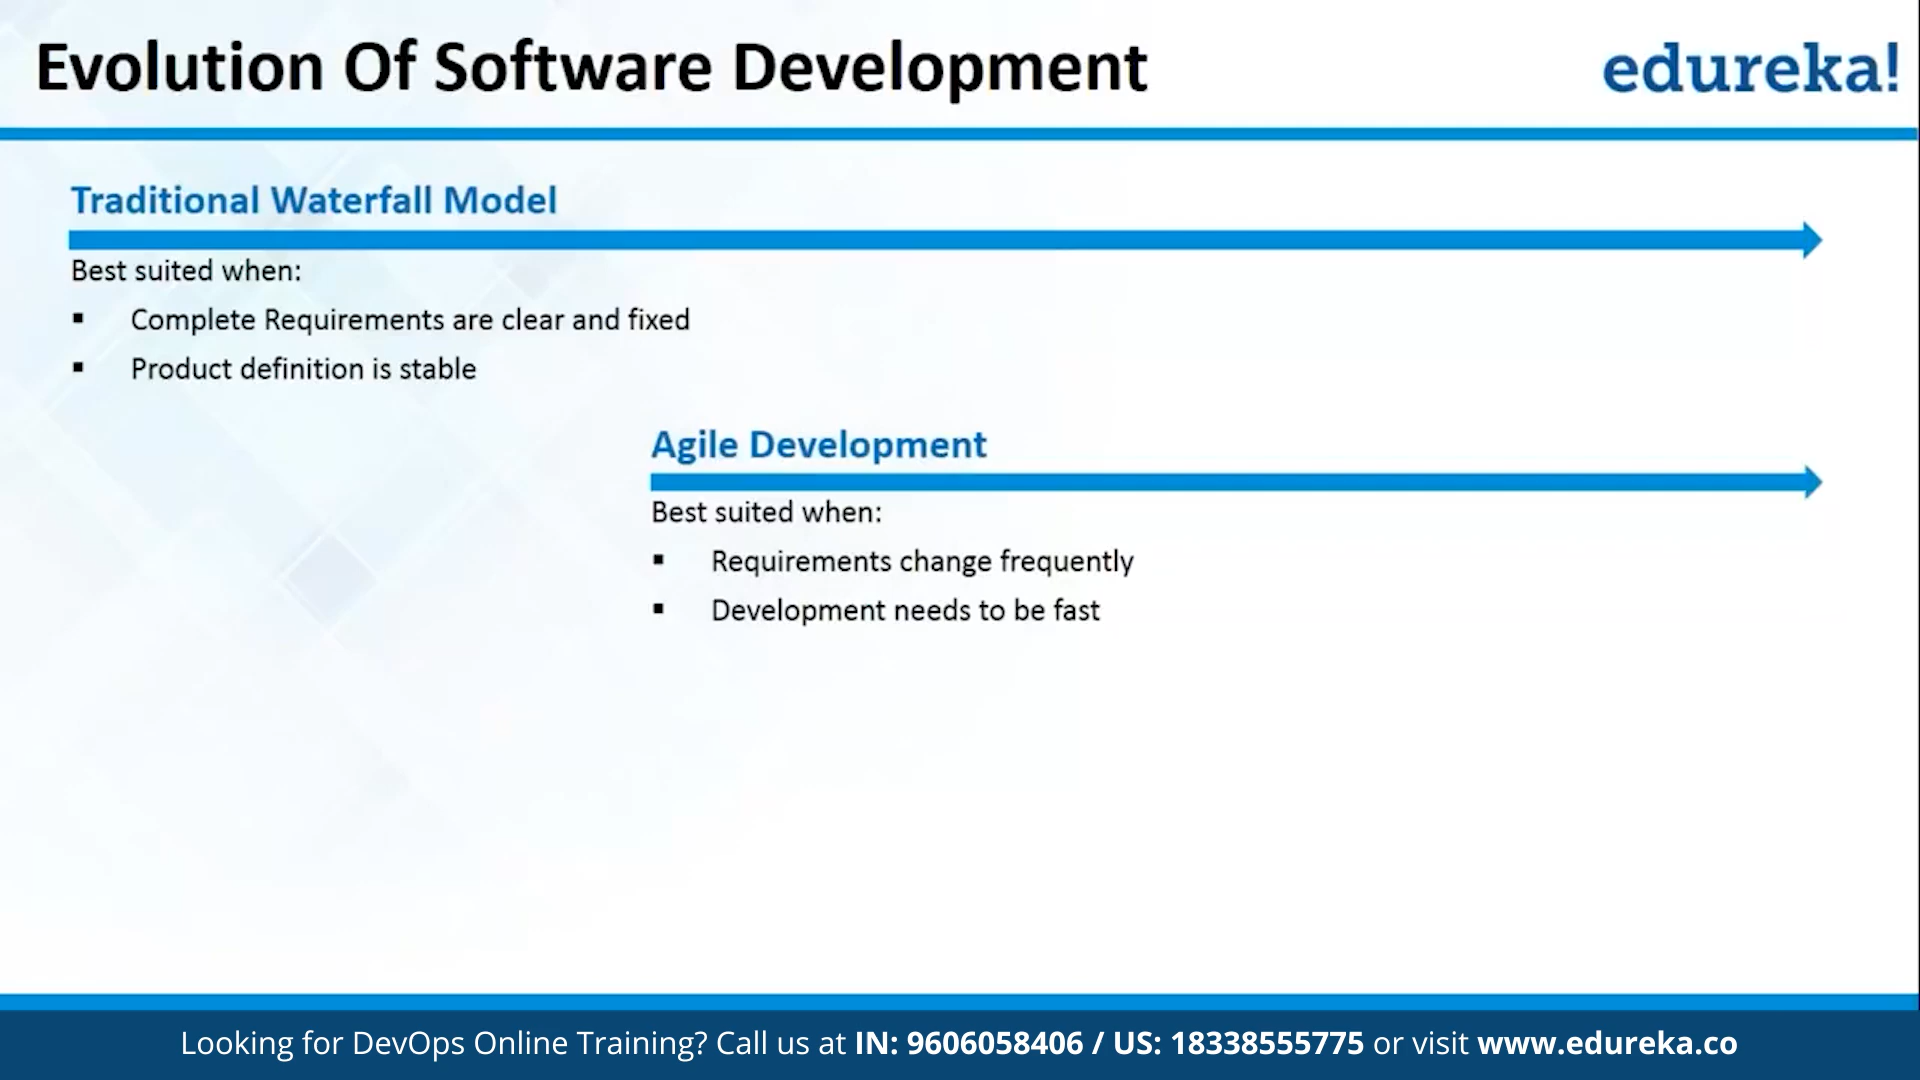 Evolution Of Software Development
edureka!
Traditional Waterfall Model
Best suited when:
▪ Complete Requirements are clear and fixed
▪ Product definition is stable
Agile Development
Best suited when:
▪ Requirements change frequently
▪ Development needs to be fast
Looking for DevOps Online Training? Call us at IN: 9606058406 / US: 18338555775 or visit www.edureka.co